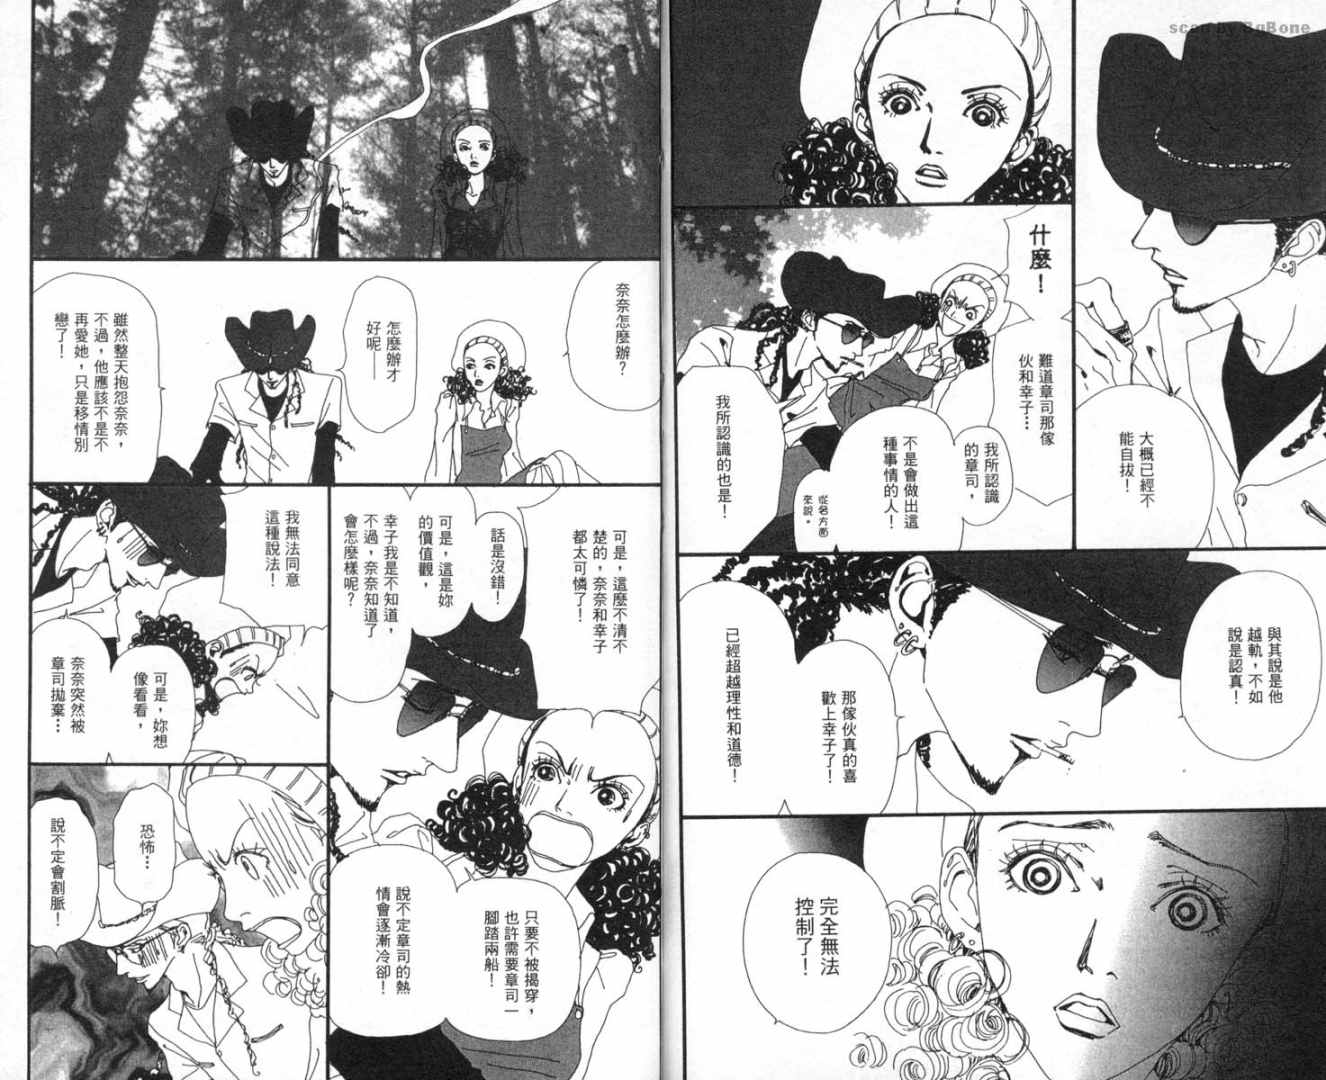 scan by BgBone
大概已經不
能自拔！
什麼！
難道章司那傢
伙和幸子…
我所認識
的章司，
不是會做出這
種事情的人！
從各方面
來說。
我所認識的也是！
與其說是他
越軌，不如
說是認真！
那傢伙真的喜
歡上幸子了！
已經超越理性和道德！
完全無法
控制了！
奈奈怎麼辦？
怎麼辦才
好呢——
雖然整天抱怨奈奈，
不過，他應該不是不
再愛她，只是移情別
戀了！
可是，這麼不清不
楚的，奈奈和幸子
都太可憐了！
話是沒錯！
可是，這是妳
的價值觀，
幸子我是不知道，
不過，奈奈知道了
會怎麼樣呢？
只要不被揭穿，
也許需要章司一
腳踏兩船！
說不定章司的熱
情會逐漸冷卻！
我無法同意
這種說法！
可是，妳想
像看看，
奈奈突然被
章司拋棄…
恐怖…
說不定會割脈！